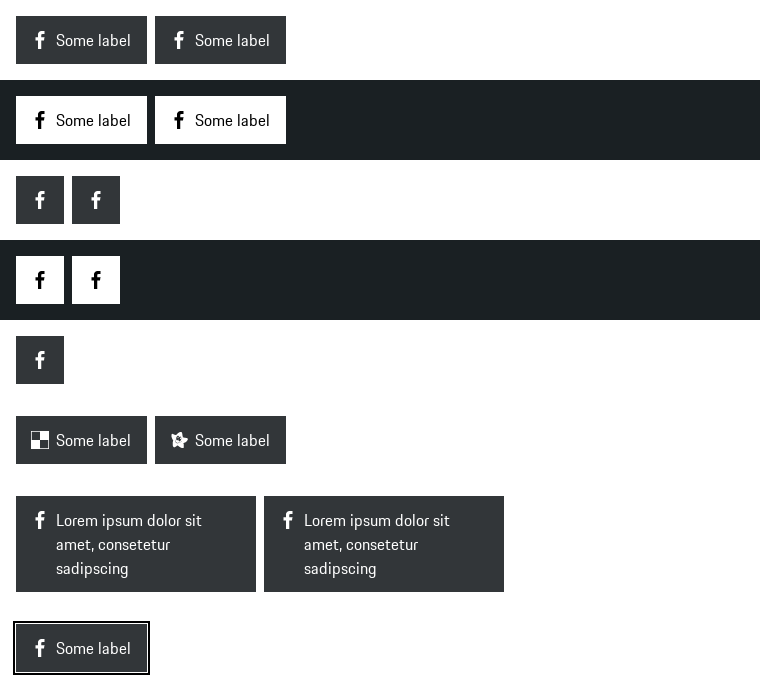 Some label Some label
Some label Some label
Some label Some label
Lorem ipsum dolor sit
amet, consetetur
sadipscing
Lorem ipsum dolor sit
amet, consetetur
sadipscing
Some label